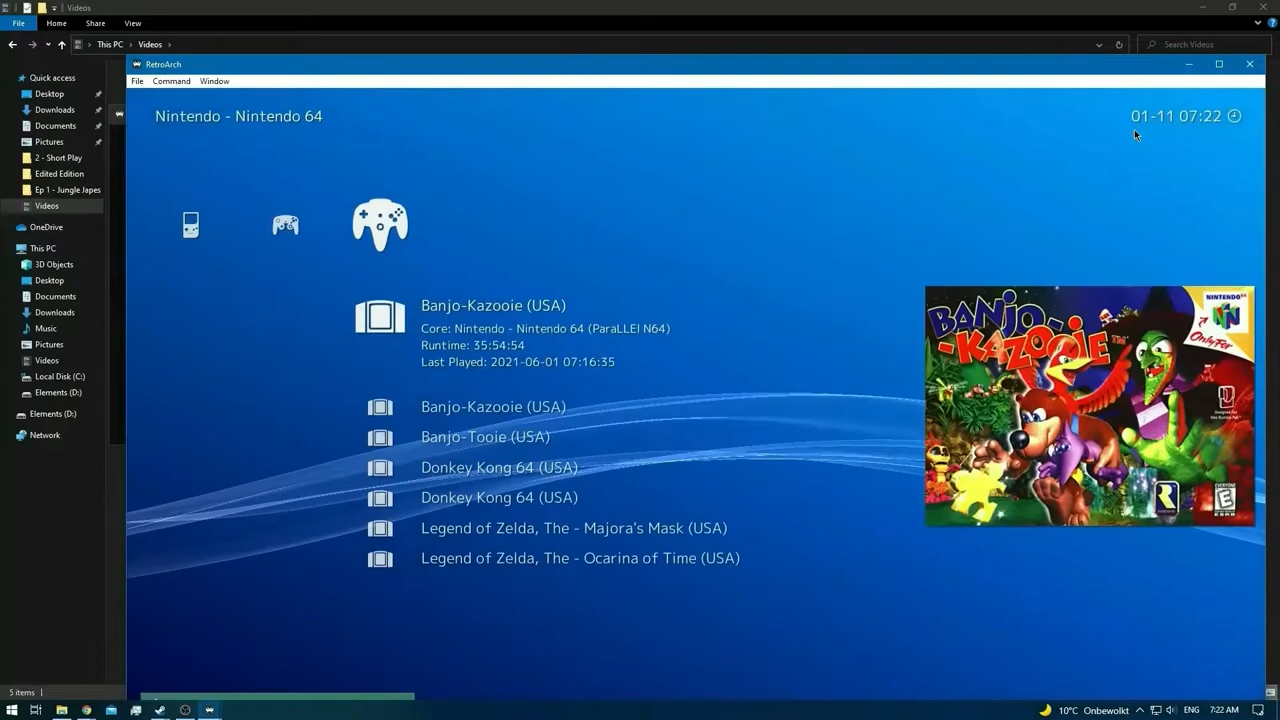 Videos
File
Home
Share
View
This PC
Videos
Search Videos
Quick access
Desktop
Downloads
Documents
Pictures
2 - Short Play
Edited Edition
Ep 1 - Jungle Japes
Videos
OneDrive
This PC
3D Objects
Desktop
Documents
Downloads
Music
Pictures
Videos
Local Disk (C:)
Elements (D:)
Elements (D:)
Network
5 items
RetroArch
File
Command
Window
Nintendo - Nintendo 64
01-11 07:22
Banjo-Kazooie (USA)
Core: Nintendo - Nintendo 64 (ParaLLEl N64)
Runtime: 35:54:54
Last Played: 2021-06-01 07:16:35
Banjo-Kazooie (USA)
Banjo-Tooie (USA)
Donkey Kong 64 (USA)
Donkey Kong 64 (USA)
Legend of Zelda, The - Majora's Mask (USA)
Legend of Zelda, The - Ocarina of Time (USA)
BANJO
-KAZOOIE
NINTENDO64
Only For
EVERYONE
E
10°C Onbewolkt
ENG
7:22 AM